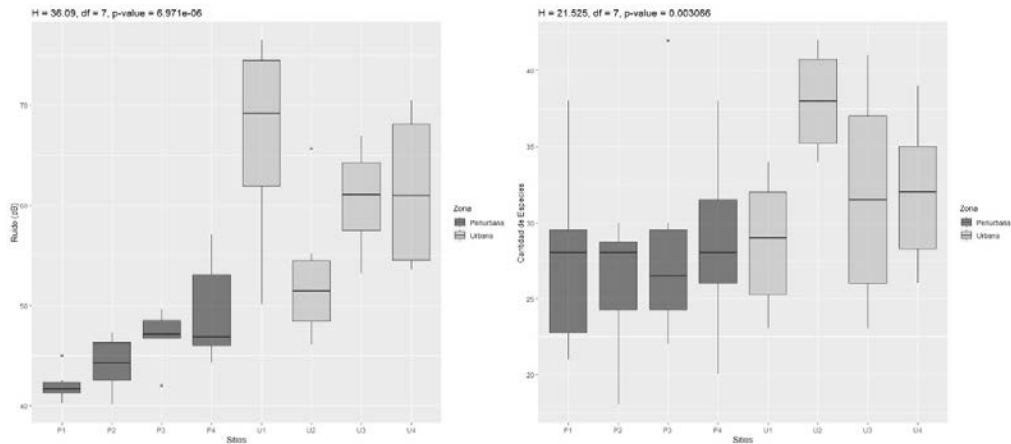 H = 36.09, df = 7, p-value = 6.971e-06
Ruido (dB)
70
60
50
40
P1 P2 P3 P4 U1 U2 U3 U4
Sitios
Zona
Periurbana
Urbana
H = 21.525, df = 7, p-value = 0.003086
Cantidad de Especies
40
35
30
25
20
P1 P2 P3 P4 U1 U2 U3 U4
Sitios
Zona
Periurbana
Urbana